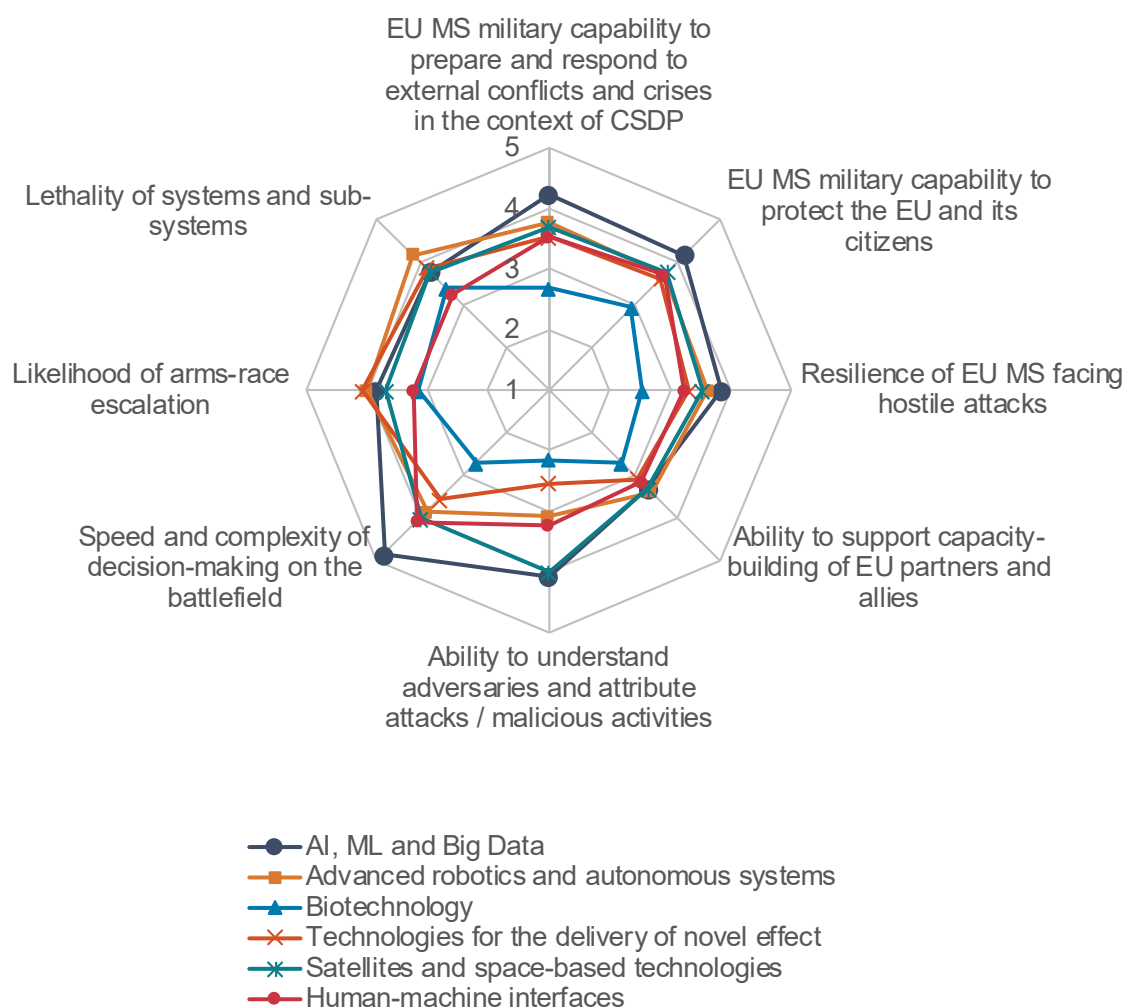 EU MS military capability to
prepare and respond to
external conflicts and crises
in the context of CSDP
5
4
3
2
1
EU MS military capability to
protect the EU and its
citizens
Resilience of EU MS facing
hostile attacks
Ability to support capacity-
building of EU partners and
allies
Ability to understand
adversaries and attribute
attacks / malicious activities
Speed and complexity of
decision-making on the
battlefield
Likelihood of arms-race
escalation
Lethality of systems and sub-
systems
AI, ML and Big Data
Advanced robotics and autonomous systems
Biotechnology
Technologies for the delivery of novel effect
Satellites and space-based technologies
Human-machine interfaces